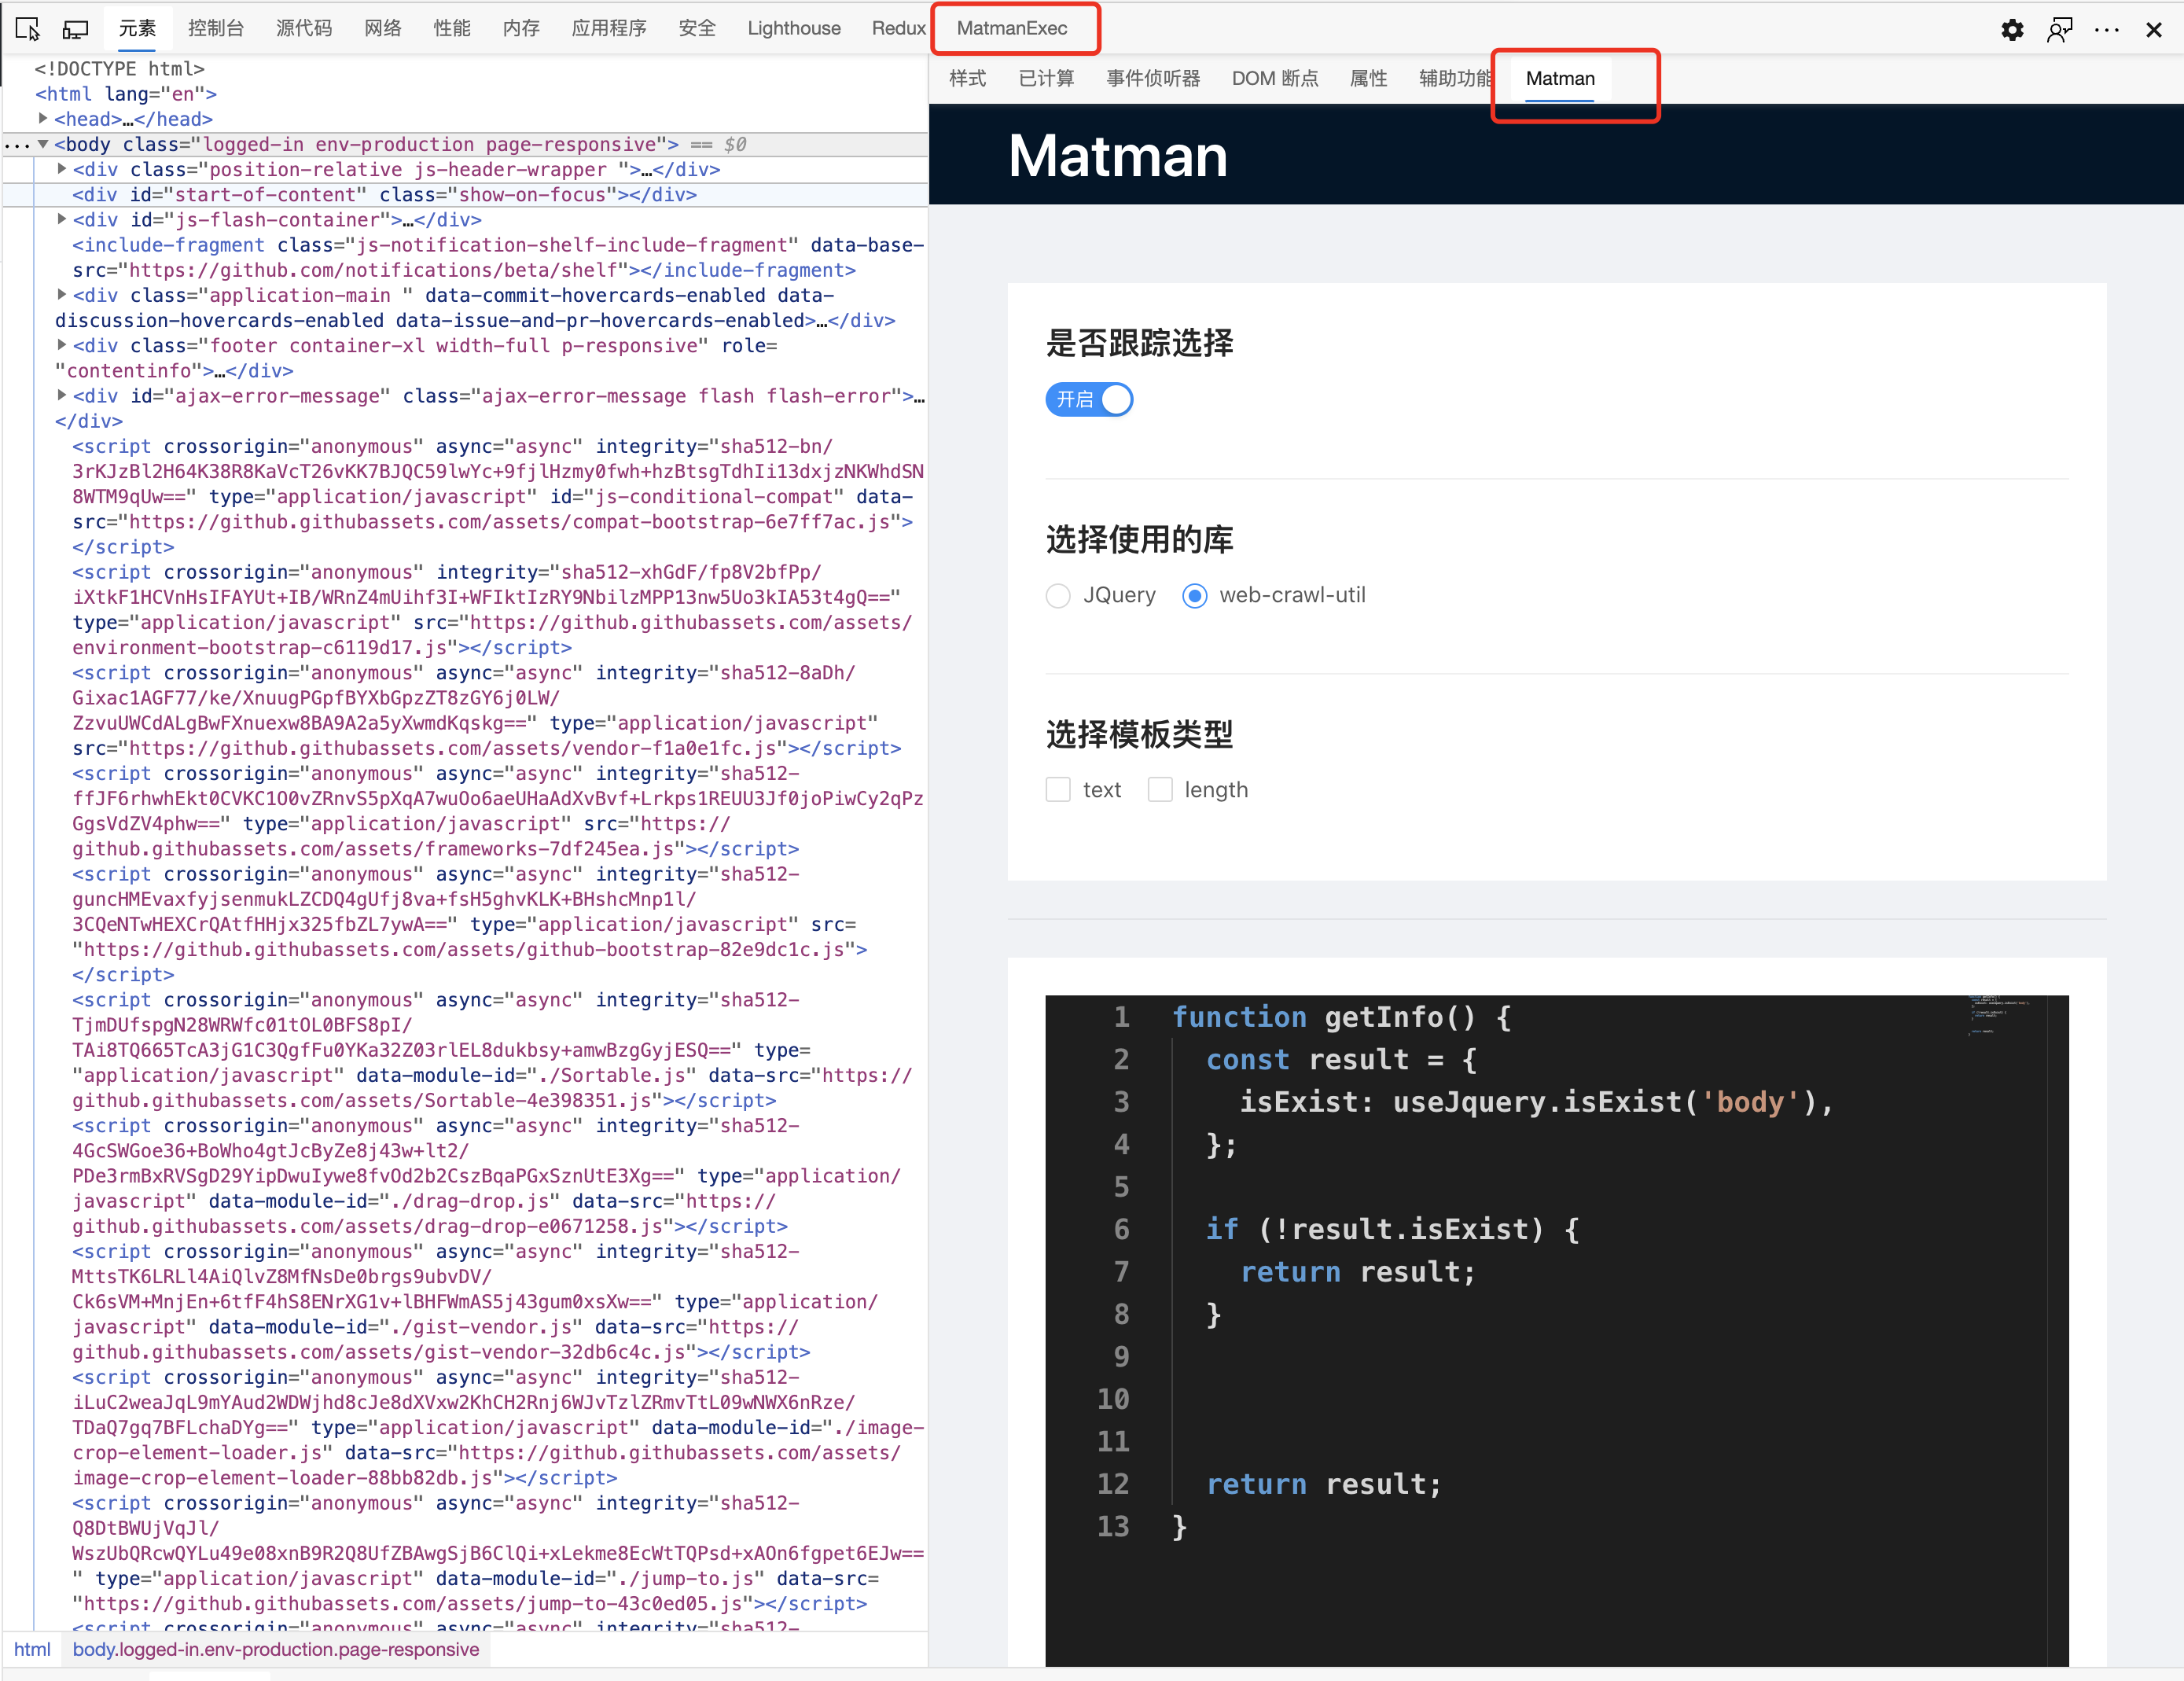 元素 控制台 源代码 网络 性能 内存 应用程序 安全 Lighthouse Redux MatmanExec
<!DOCTYPE html>
<html lang="en">
<head>…</head>
<body class="logged-in env-production page-responsive"> == $0
<div class="position-relative js-header-wrapper ">…</div>
<div id="start-of-content" class="show-on-focus"></div>
<div id="js-flash-container">…</div>
<include-fragment class="js-notification-shelf-include-fragment" data-base-
src="https://github.com/notifications/beta/shelf"></include-fragment>
<div class="application-main " data-commit-hovercards-enabled data-
discussion-hovercards-enabled data-issue-and-pr-hovercards-enabled>…</div>
<div class="footer container-xl width-full p-responsive" role=
"contentinfo">…</div>
<div id="ajax-error-message" class="ajax-error-message flash flash-error">…
</div>
<script crossorigin="anonymous" async="async" integrity="sha512-bn/
3rKJzBl2H64K38R8KaVcT26vKK7BJQC59lwYc+9fjlHzmy0fwh+hzBtsgTdhIi13dxjzNKWhdSN
8WTM9qUw==" type="application/javascript" id="js-conditional-compat" data-
src="https://github.githubassets.com/assets/compat-bootstrap-6e7ff7ac.js">
</script>
<script crossorigin="anonymous" integrity="sha512-xhGdF/fp8V2bfPp/
iXtkF1HCVnHsIFAYUt+IB/WRnZ4mUihf3I+WFIktIzRY9NbilzMPP13nw5Uo3kIA53t4gQ=="
type="application/javascript" src="https://github.githubassets.com/assets/
environment-bootstrap-c6119d17.js"></script>
<script crossorigin="anonymous" async="async" integrity="sha512-8aDh/
Gixac1AGF77/ke/XnuugPGpfBYXbGpzZT8zGY6j0LW/
ZzvuUWCdALgBwFXnuexw8BA9A2a5yXwmdKqskg==" type="application/javascript"
src="https://github.githubassets.com/assets/vendor-f1a0e1fc.js"></script>
<script crossorigin="anonymous" async="async" integrity="sha512-
ffJF6rhwhEkt0CVKC1O0vZRnvS5pXqA7wuOo6aeUHaAdXvBvf+Lrkps1REUU3Jf0joPiwCy2qPz
GgsVdZV4phw==" type="application/javascript" src="https://
github.githubassets.com/assets/frameworks-7df245ea.js"></script>
<script crossorigin="anonymous" async="async" integrity="sha512-
guncHMEvaxfyjsenmukLZCDQ4gUfj8va+fsH5ghvKLK+BHshcMnp1l/
3CQeNTwHEXCrQAtfHHjx325fbZL7ywA==" type="application/javascript" src=
"https://github.githubassets.com/assets/github-bootstrap-82e9dc1c.js">
</script>
<script crossorigin="anonymous" async="async" integrity="sha512-
TjmDUfspgN28WRWfc01tOL0BFS8pI/
TAi8TQ665TcA3jG1C3QgfFu0YKa32Z03rlEL8dukbsy+amwBzgGyjESQ==" type=
"application/javascript" data-module-id="./Sortable.js" data-src="https://
github.githubassets.com/assets/Sortable-4e398351.js"></script>
<script crossorigin="anonymous" async="async" integrity="sha512-
4GcSWGoe36+BoWho4gtJcByZe8j43w+lt2/
PDe3rmBxRVSgD29YipDwuIywe8fvOd2b2CszBqaPGxSznUtE3Xg==" type="application/
javascript" data-module-id="./drag-drop.js" data-src="https://
github.githubassets.com/assets/drag-drop-e0671258.js"></script>
<script crossorigin="anonymous" async="async" integrity="sha512-
MttsTK6LRLl4AiQlvZ8MfNsDe0brgs9ubvDV/
Ck6sVM+MnjEn+6tfF4hS8ENrXG1v+lBHFWmAS5j43gum0xsXw==" type="application/
javascript" data-module-id="./gist-vendor.js" data-src="https://
github.githubassets.com/assets/gist-vendor-32db6c4c.js"></script>
<script crossorigin="anonymous" async="async" integrity="sha512-
iLuC2weaJqL9mYAud2WDWjhd8cJe8dXVxw2KhCH2Rnj6WJvTzlZRmvTtL09wNWX6nRze/
TDaQ7gq7BFLchaDYg==" type="application/javascript" data-module-id="./image-
crop-element-loader.js" data-src="https://github.githubassets.com/assets/
image-crop-element-loader-88bb82db.js"></script>
<script crossorigin="anonymous" async="async" integrity="sha512-
Q8DtBWUjVqJl/
WszUbQRcwQYLu49e08xnB9R2Q8UfZBAwgSjB6ClQi+xLekme8EcWtTQPsd+xAOn6fgpet6EJw==
" type="application/javascript" data-module-id="./jump-to.js" data-src=
"https://github.githubassets.com/assets/jump-to-43c0ed05.js"></script>
<script crossorigin="anonymous" async="async" integrity="sha512-
html body.logged-in.env-production.page-responsive
样式 已计算 事件侦听器 DOM 断点 属性 辅助功能 Matman
Matman
是否跟踪选择
开启
选择使用的库
JQuery web-crawl-util
选择模板类型
text length
1 function getInfo() {
2 const result = {
3 isExist: useJquery.isExist('body'),
4 };
5
6 if (!result.isExist) {
7 return result;
8 }
9
10
11
12 return result;
13 }